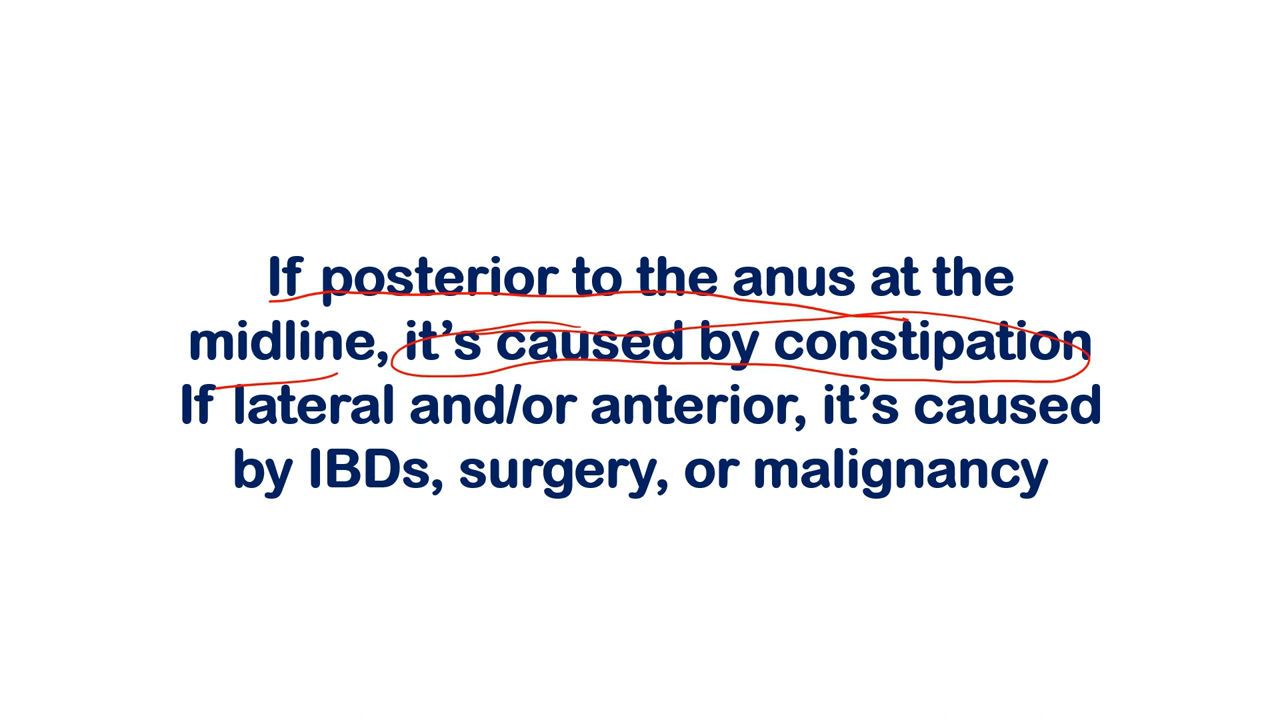 If posterior to the anus at the
midline, it’s caused by constipation
If lateral and/or anterior, it’s caused
by IBDs, surgery, or malignancy